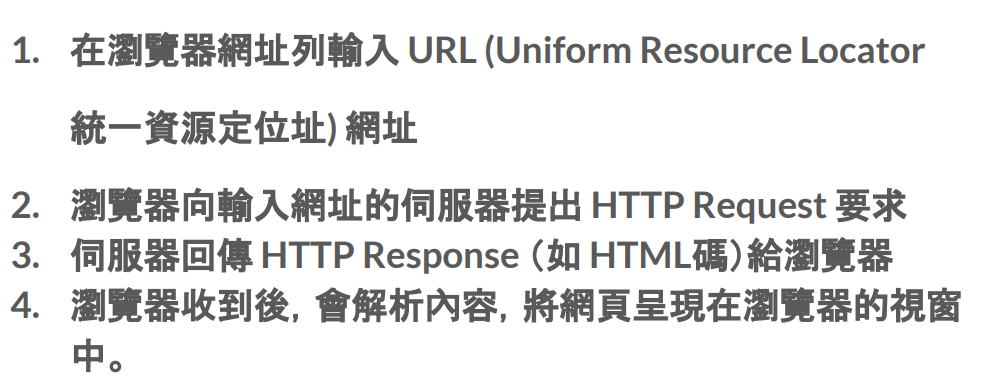 1. 在瀏覽器網址列輸入 URL (Uniform Resource Locator
統一資源定位址) 網址
2. 瀏覽器向輸入網址的伺服器提出 HTTP Request 要求
3. 伺服器回傳 HTTP Response（如 HTML碼）給瀏覽器
4. 瀏覽器收到後，會解析內容，將網頁呈現在瀏覽器的視窗
中。